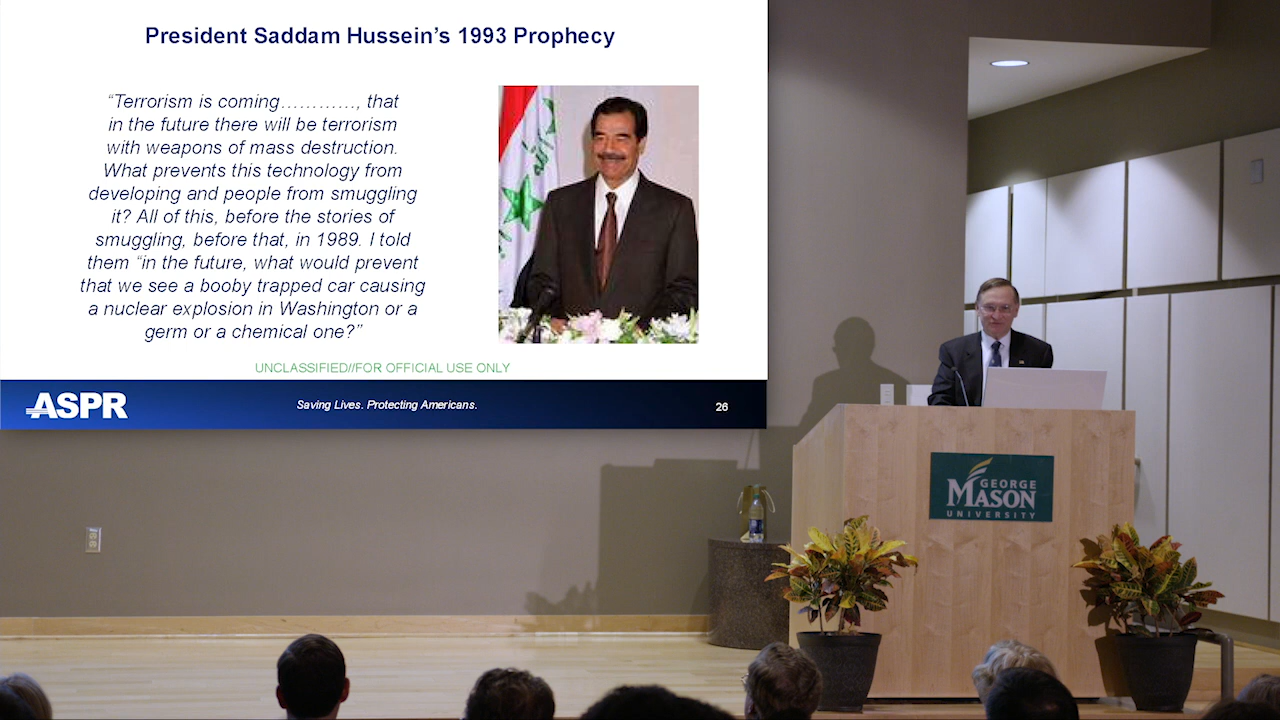 President Saddam Hussein’s 1993 Prophecy
“Terrorism is coming…………, that
in the future there will be terrorism
with weapons of mass destruction.
What prevents this technology from
developing and people from smuggling
it? All of this, before the stories of
smuggling, before that, in 1989. I told
them “in the future, what would prevent
that we see a booby trapped car causing
a nuclear explosion in Washington or a
germ or a chemical one?”
UNCLASSIFIED//FOR OFFICIAL USE ONLY
ASPR
Saving Lives. Protecting Americans.
26
GEORGE
MASON
UNIVERSITY